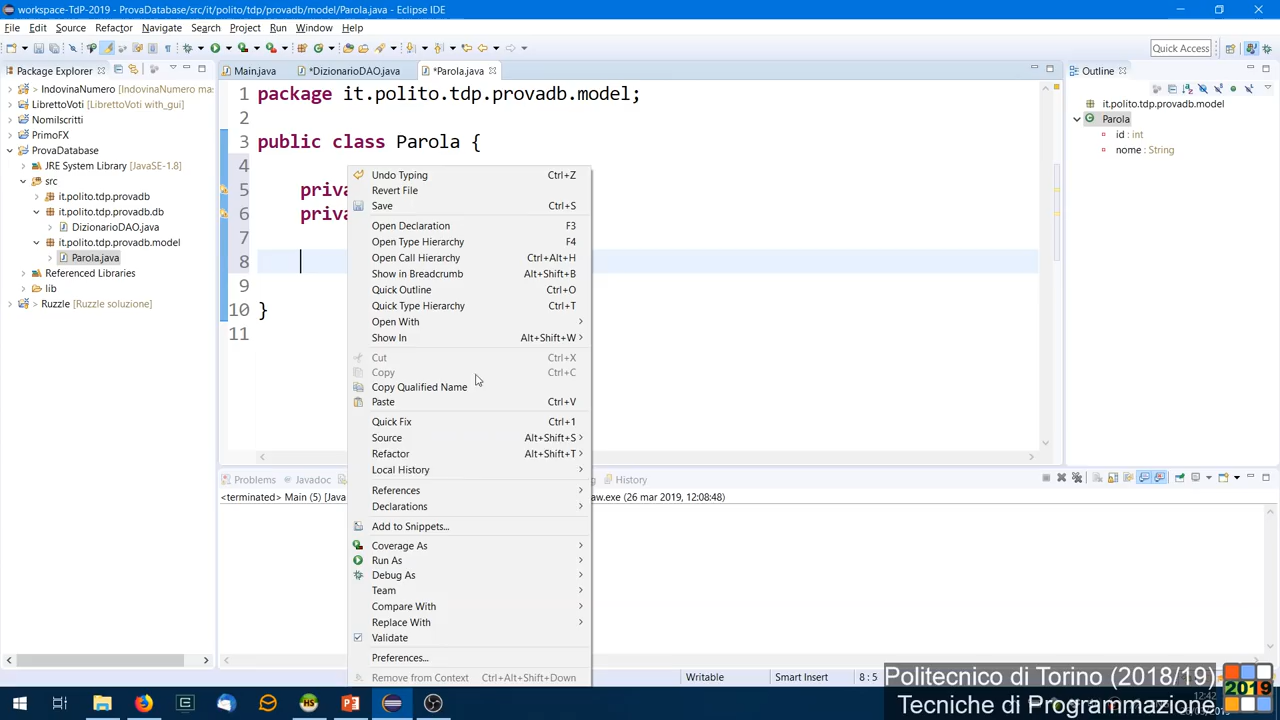 workspace-TdP-2019 - ProvaDatabase/src/it/polito/tdp/provadb/model/Parola.java - Eclipse IDE
File Edit Source Refactor Navigate Search Project Run Window Help
Quick Access
Package Explorer
Main.java
*DizionarioDAO.java
*Parola.java
Outline
IndovinaNumero [IndovinaNumero ma
LibrettoVoti [LibrettoVoti with_gui]
NomiIscritti
PrimoFX
ProvaDatabase
JRE System Library [JavaSE-1.8]
src
it.polito.tdp.provadb
it.polito.tdp.provadb.db
DizionarioDAO.java
it.polito.tdp.provadb.model
Parola.java
Referenced Libraries
lib
Ruzzle [Ruzzle soluzione]
1 package it.polito.tdp.provadb.model;
2
3 public class Parola {
4
5 priva
6 priva
7
8
9
10 }
11
Undo Typing Ctrl+Z
Revert File
Save Ctrl+S
Open Declaration F3
Open Type Hierarchy F4
Open Call Hierarchy Ctrl+Alt+H
Show in Breadcrumb Alt+Shift+B
Quick Outline Ctrl+O
Quick Type Hierarchy Ctrl+T
Open With
Show In Alt+Shift+W
Cut Ctrl+X
Copy Ctrl+C
Copy Qualified Name
Paste Ctrl+V
Quick Fix Ctrl+1
Source Alt+Shift+S
Refactor Alt+Shift+T
Local History
References
Declarations
Add to Snippets...
Coverage As
Run As
Debug As
Team
Compare With
Replace With
Validate
Preferences...
Remove from Context Ctrl+Alt+Shift+Down
it.polito.tdp.provadb.model
Parola
id : int
nome : String
Problems
Javadoc
History
<terminated> Main (5) [Java
aw.exe (26 mar 2019, 12:08:48)
Writable
Smart Insert
8 : 5
Politecnico di Torino (2018/19)
Tecniche di Programmazione
2019
12:42